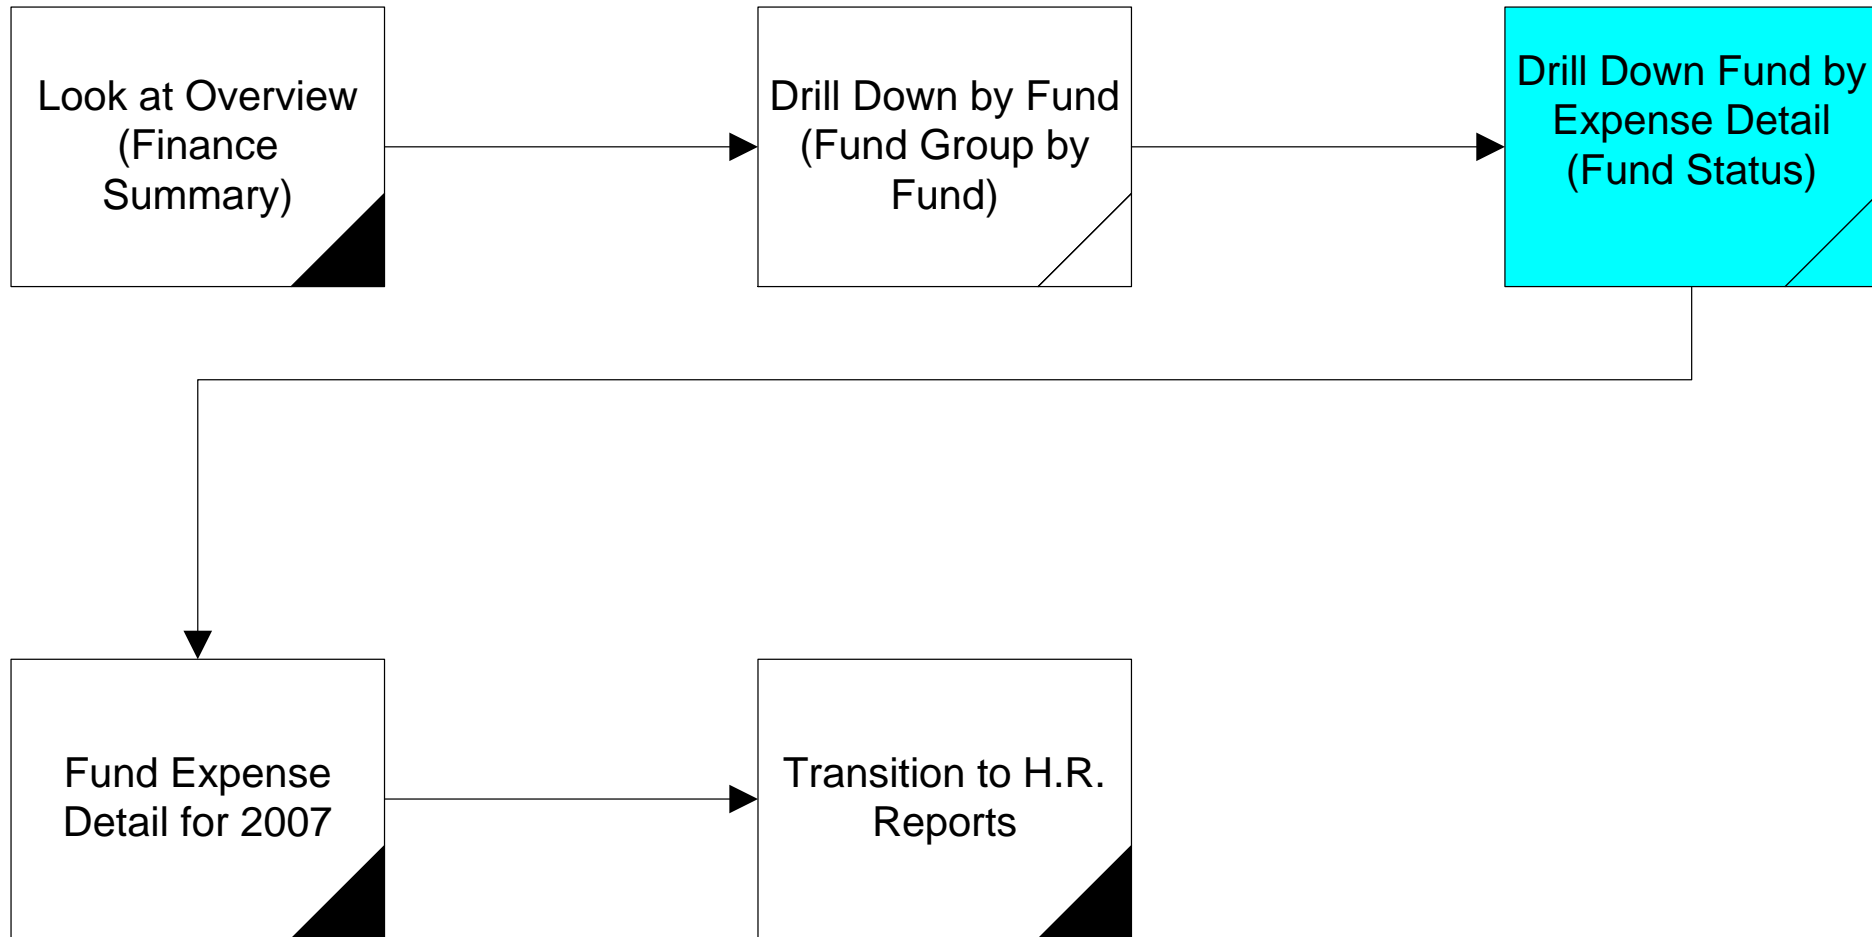 Look at Overview
(Finance
Summary)
Drill Down by Fund
(Fund Group by
Fund)
Drill Down Fund by
Expense Detail
(Fund Status)
Fund Expense
Detail for 2007
Transition to H.R.
Reports